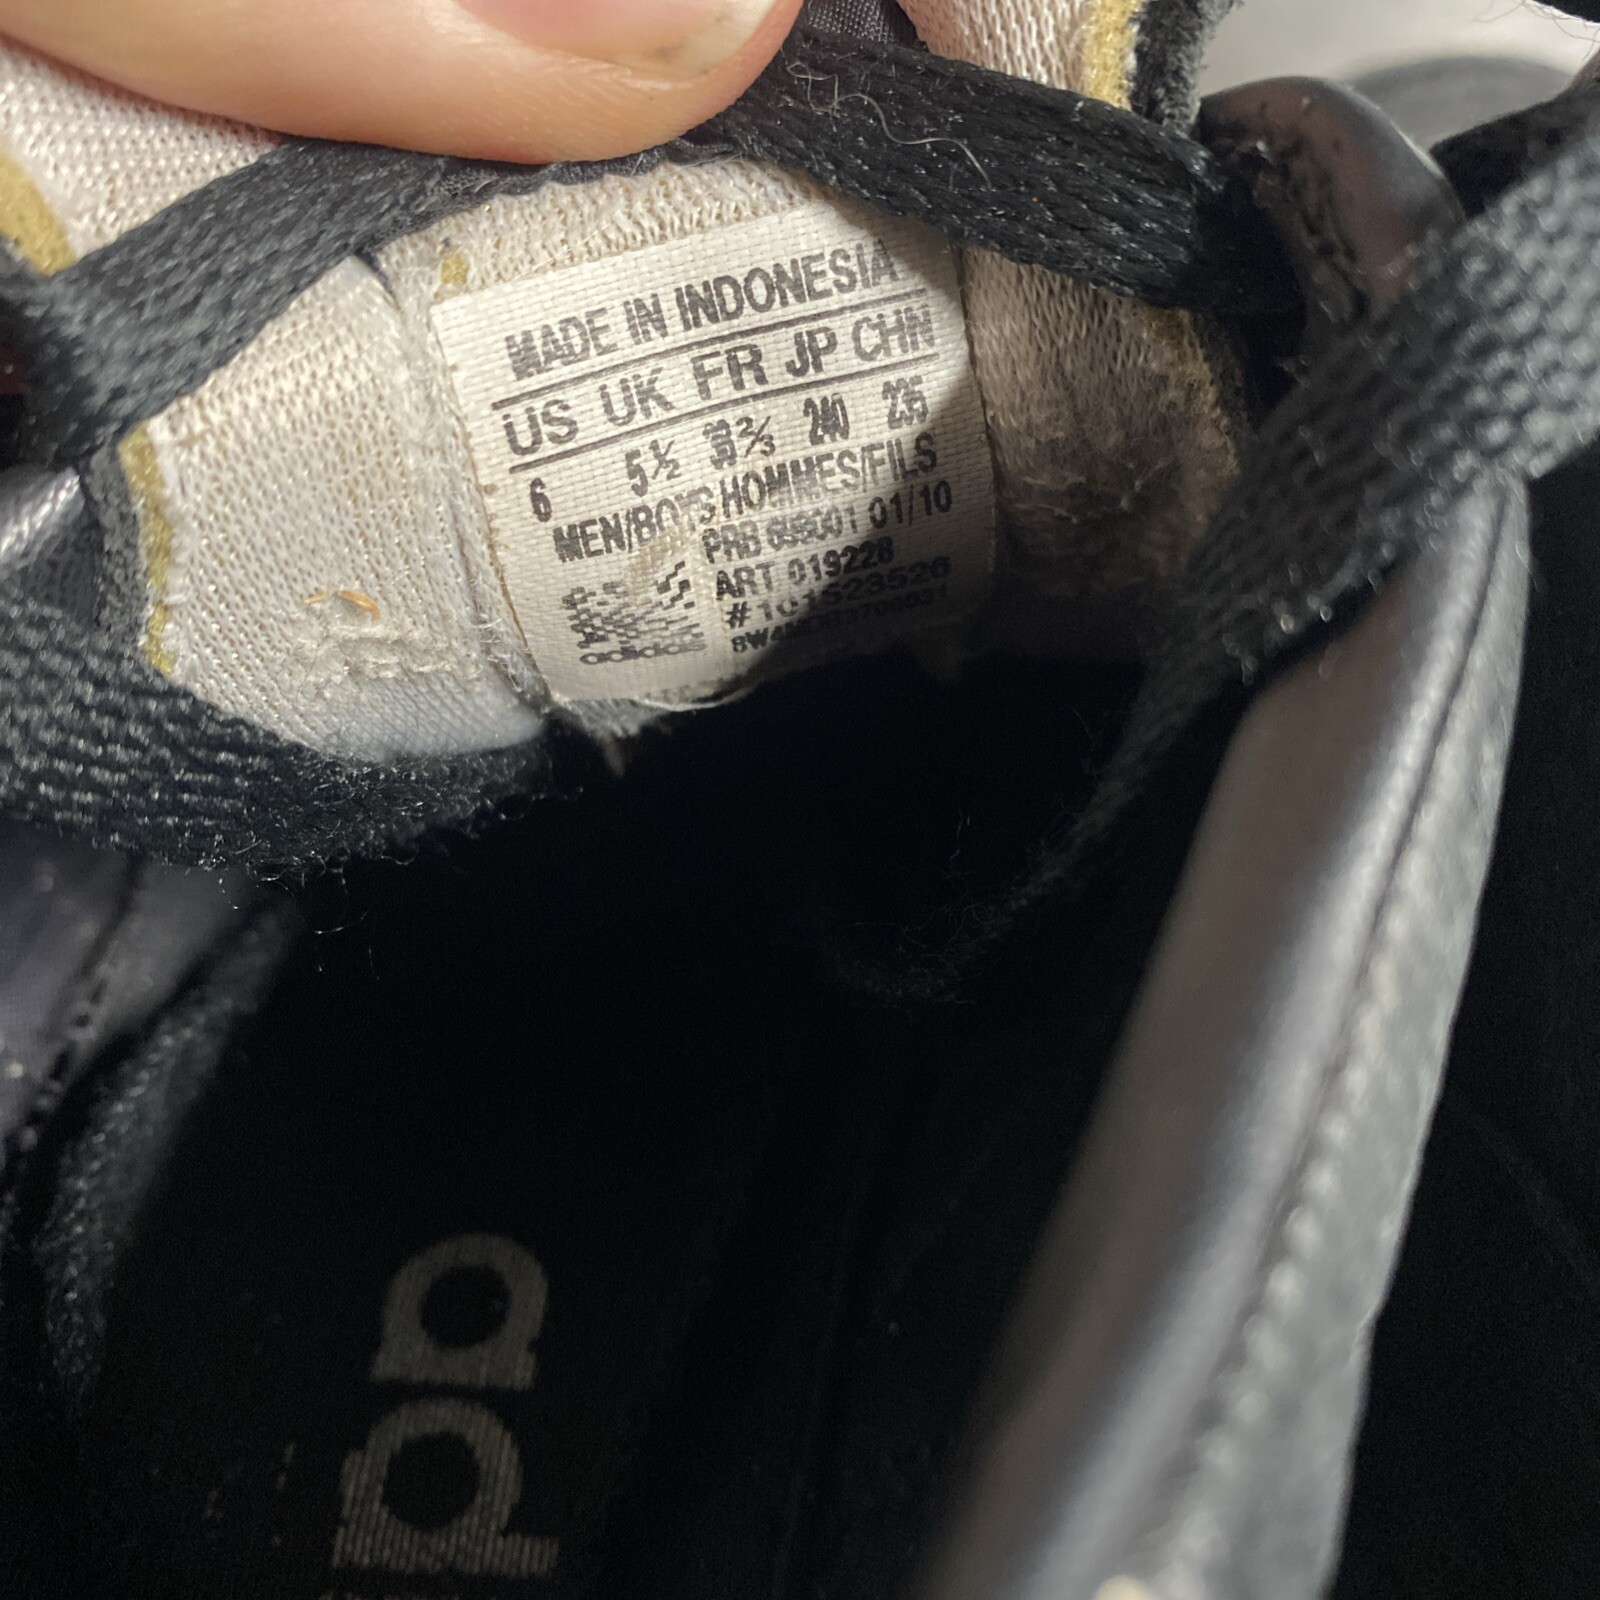 MADE IN INDONESIA
US UK FR JP CHN
6 5½ 38⅔ 240 235
MEN/BOYS HOMMES/FILS
PRB 01/10
ART 019228
#101523526
adidas
ad